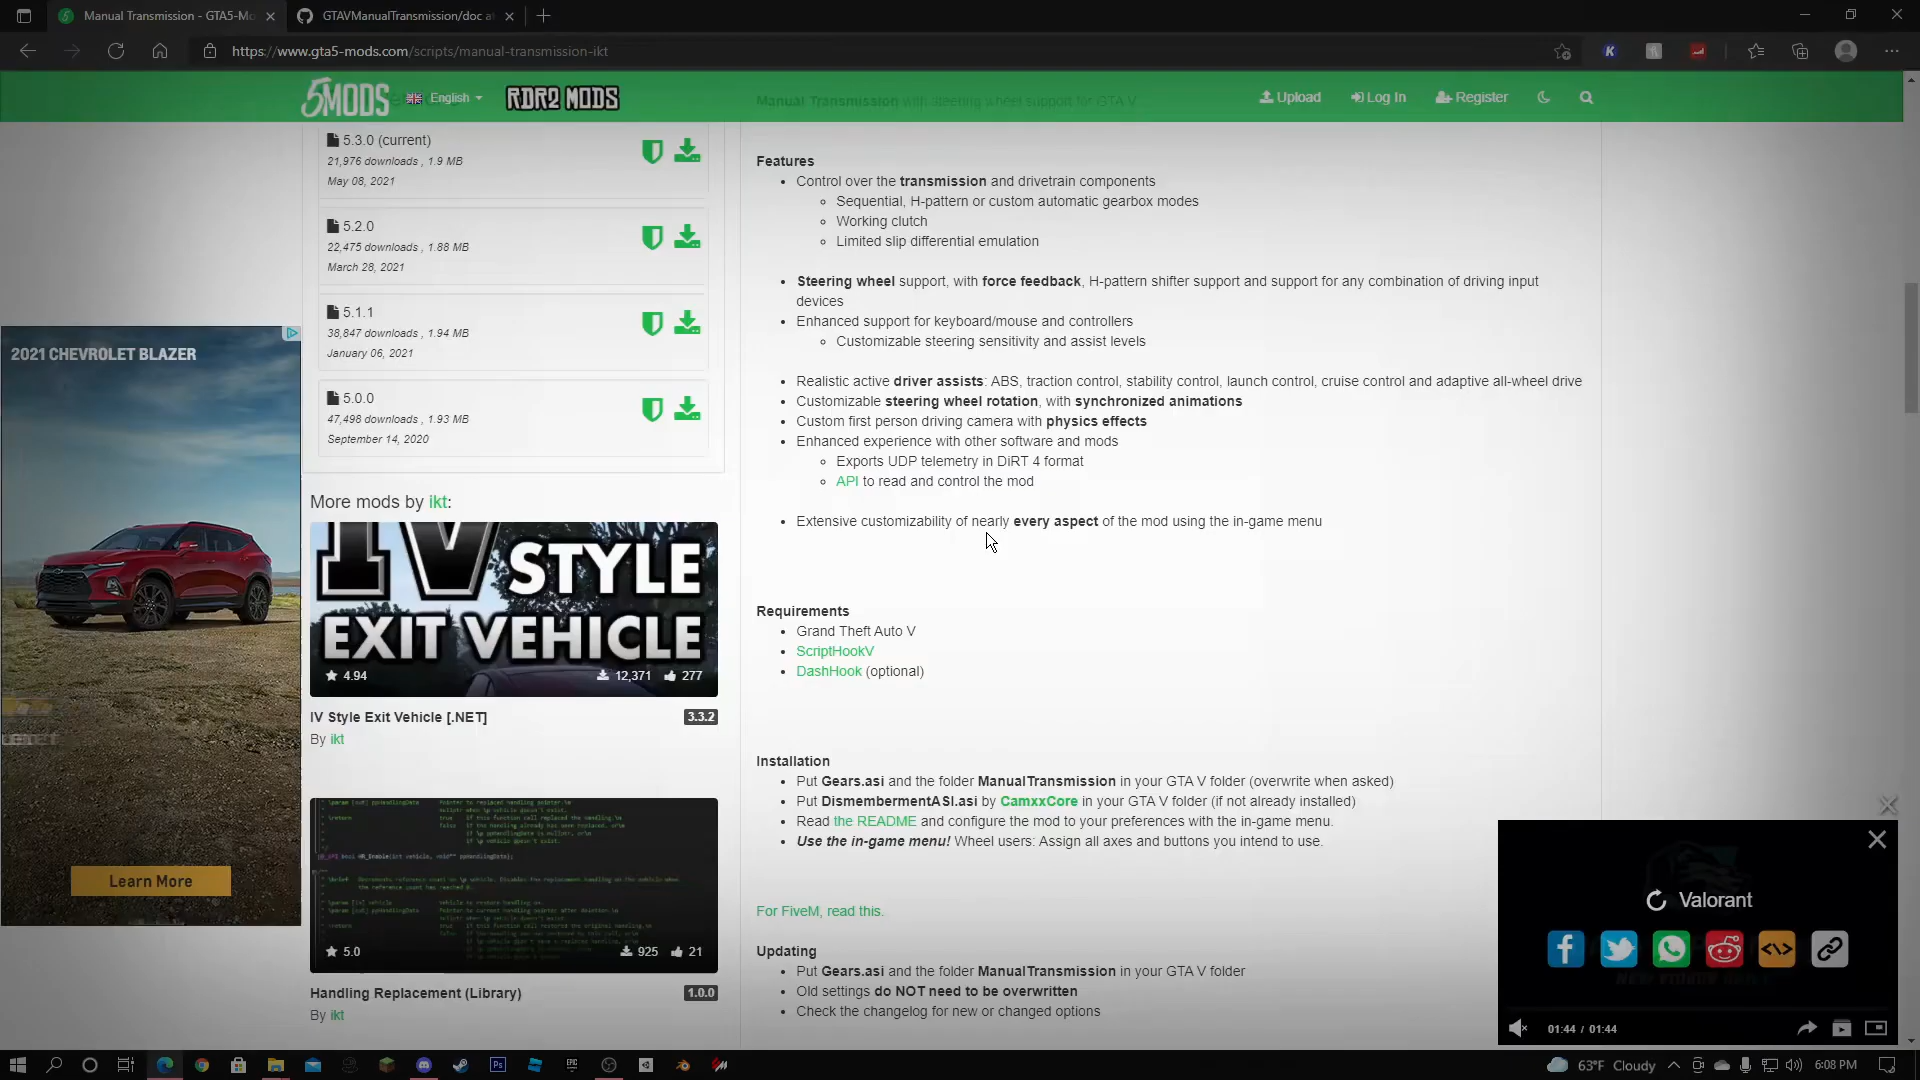 Manual Transmission - GTA5-Mo
GTAVManualTransmission/doc at
https://www.gta5-mods.com/scripts/manual-transmission-ikt
5MODS
English
RDR2 MODS
Upload
Log In
Register
Manual Transmission with steering wheel support for GTA V
5.3.0 (current)
21,976 downloads , 1.9 MB
May 08, 2021
5.2.0
22,475 downloads , 1.88 MB
March 28, 2021
5.1.1
38,847 downloads , 1.94 MB
January 06, 2021
5.0.0
47,498 downloads , 1.93 MB
September 14, 2020
2021 CHEVROLET BLAZER
Learn More
More mods by ikt:
IV STYLE
EXIT VEHICLE
4.94
12,371
277
IV Style Exit Vehicle [.NET]
3.3.2
By ikt
5.0
925
21
Handling Replacement (Library)
1.0.0
By ikt
Features
Control over the transmission and drivetrain components
Sequential, H-pattern or custom automatic gearbox modes
Working clutch
Limited slip differential emulation
Steering wheel support, with force feedback, H-pattern shifter support and support for any combination of driving input
devices
Enhanced support for keyboard/mouse and controllers
Customizable steering sensitivity and assist levels
Realistic active driver assists: ABS, traction control, stability control, launch control, cruise control and adaptive all-wheel drive
Customizable steering wheel rotation, with synchronized animations
Custom first person driving camera with physics effects
Enhanced experience with other software and mods
Exports UDP telemetry in DiRT 4 format
API to read and control the mod
Extensive customizability of nearly every aspect of the mod using the in-game menu
Requirements
Grand Theft Auto V
ScriptHookV
DashHook (optional)
Installation
Put Gears.asi and the folder ManualTransmission in your GTA V folder (overwrite when asked)
Put DismembermentASI.asi by CamxxCore in your GTA V folder (if not already installed)
Read the README and configure the mod to your preferences with the in-game menu.
Use the in-game menu! Wheel users: Assign all axes and buttons you intend to use.
For FiveM, read this.
Updating
Put Gears.asi and the folder ManualTransmission in your GTA V folder
Old settings do NOT need to be overwritten
Check the changelog for new or changed options
Valorant
01:44 / 01:44
63°F Cloudy
6:08 PM